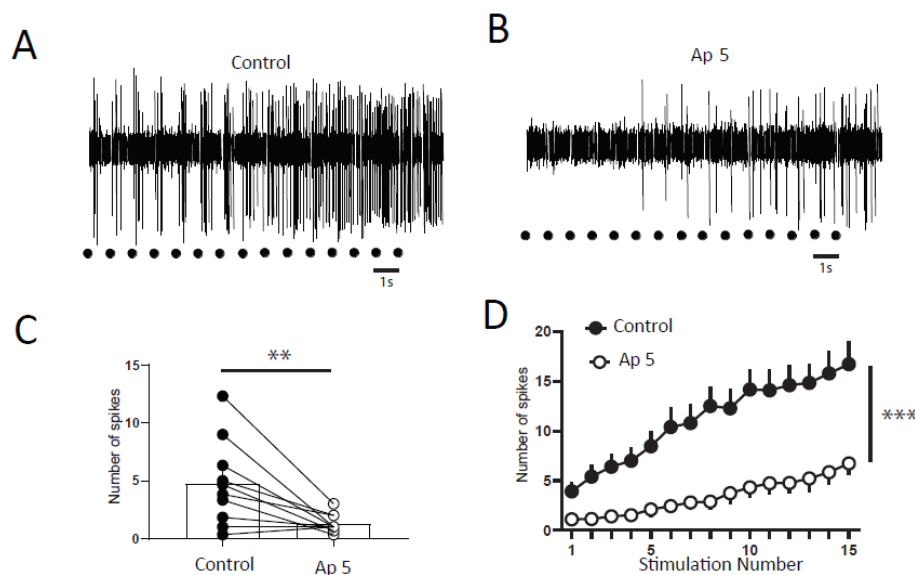 A
Control
1s
B
Ap 5
1s
C
**
Number of spikes
15
10
5
0
Control
Ap 5
D
Control
Ap 5
Number of spikes
20
15
10
5
0
***
1 5 10 15
Stimulation Number